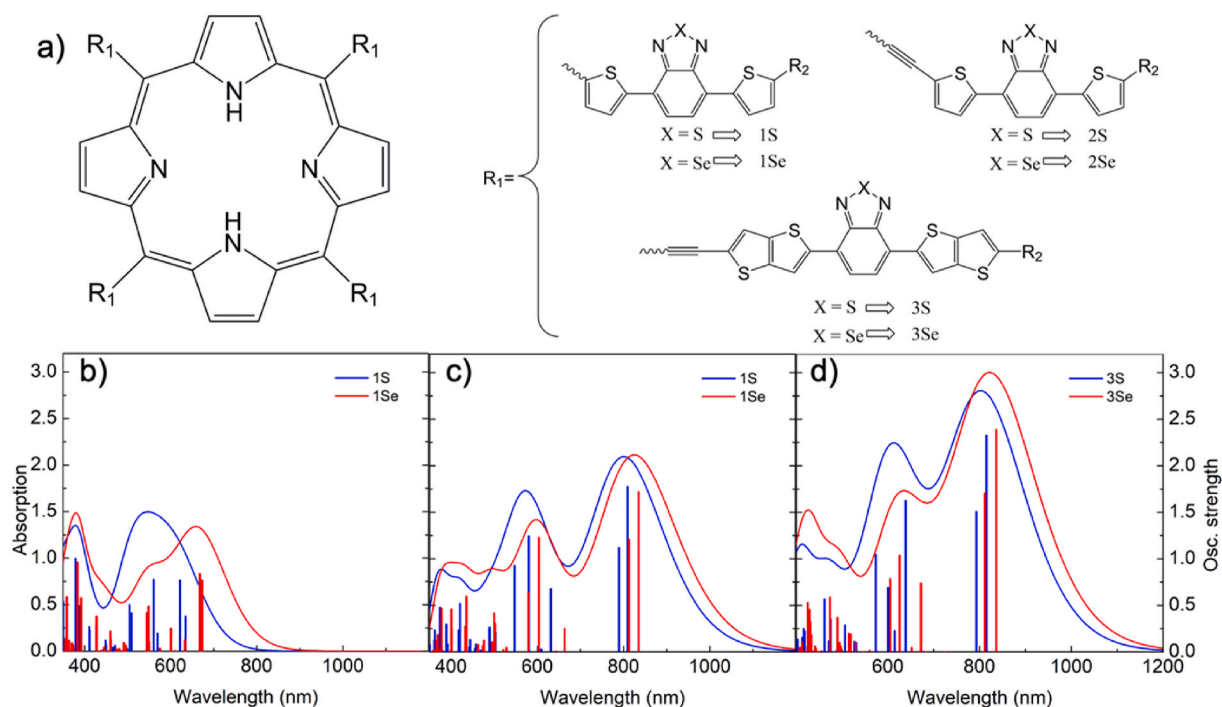 a)
R1
R1
R1
R1
N
H
N
N
H
N
R1=
X
N
N
S
S
R2
X = S ⇒ 1S
X = Se ⇒ 1Se
X
N
N
S
S
R2
X = S ⇒ 2S
X = Se ⇒ 2Se
X
N
N
S
S
S
S
R2
X = S ⇒ 3S
X = Se ⇒ 3Se
b)
1S
1Se
c)
1S
1Se
d)
3S
3Se
Absorption
3.0
2.5
2.0
1.5
1.0
0.5
0.0
Osc. strength
3.0
2.5
2.0
1.5
1.0
0.5
0.0
400 600 800 1000
400 600 800 1000
600 800 1000 1200
Wavelength (nm)
Wavelength (nm)
Wavelength (nm)